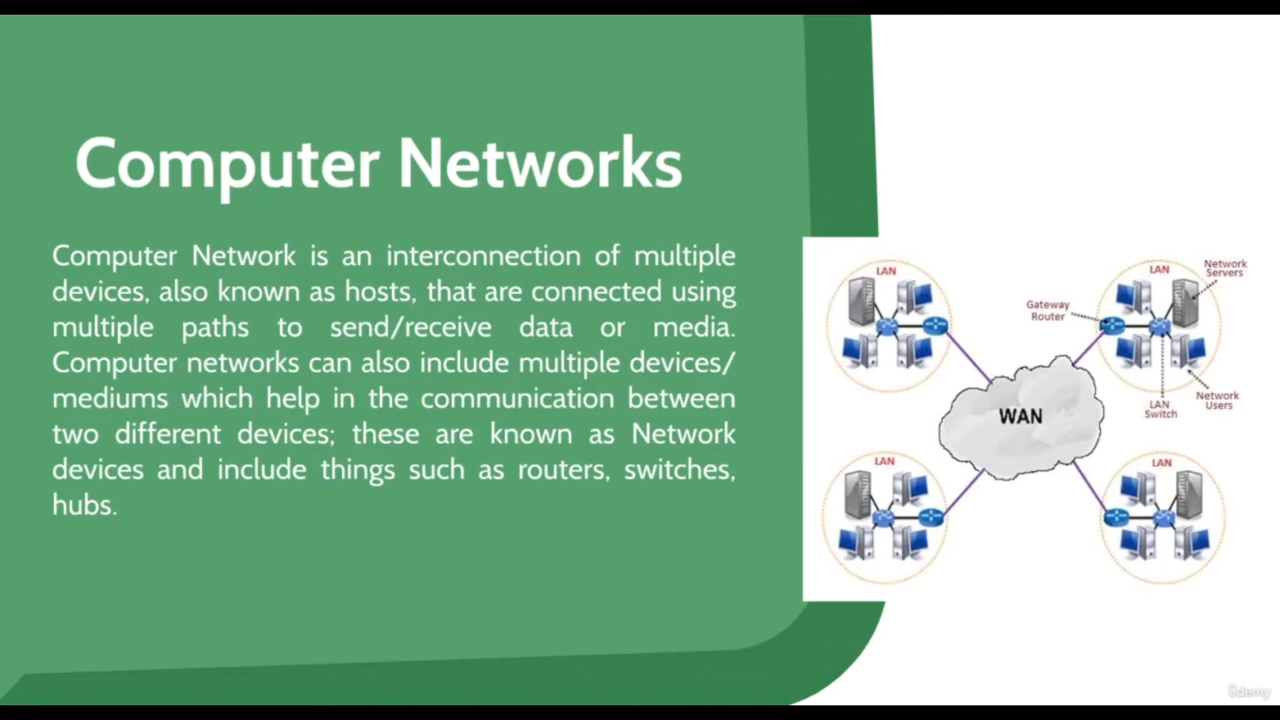 Computer Networks
Computer Network is an interconnection of multiple
devices, also known as hosts, that are connected using
multiple paths to send/receive data or media.
Computer networks can also include multiple devices/
mediums which help in the communication between
two different devices; these are known as Network
devices and include things such as routers, switches,
hubs.
LAN
LAN
Network
Servers
Gateway
Router
WAN
LAN
Switch
Network
Users
LAN
LAN
ûdemy